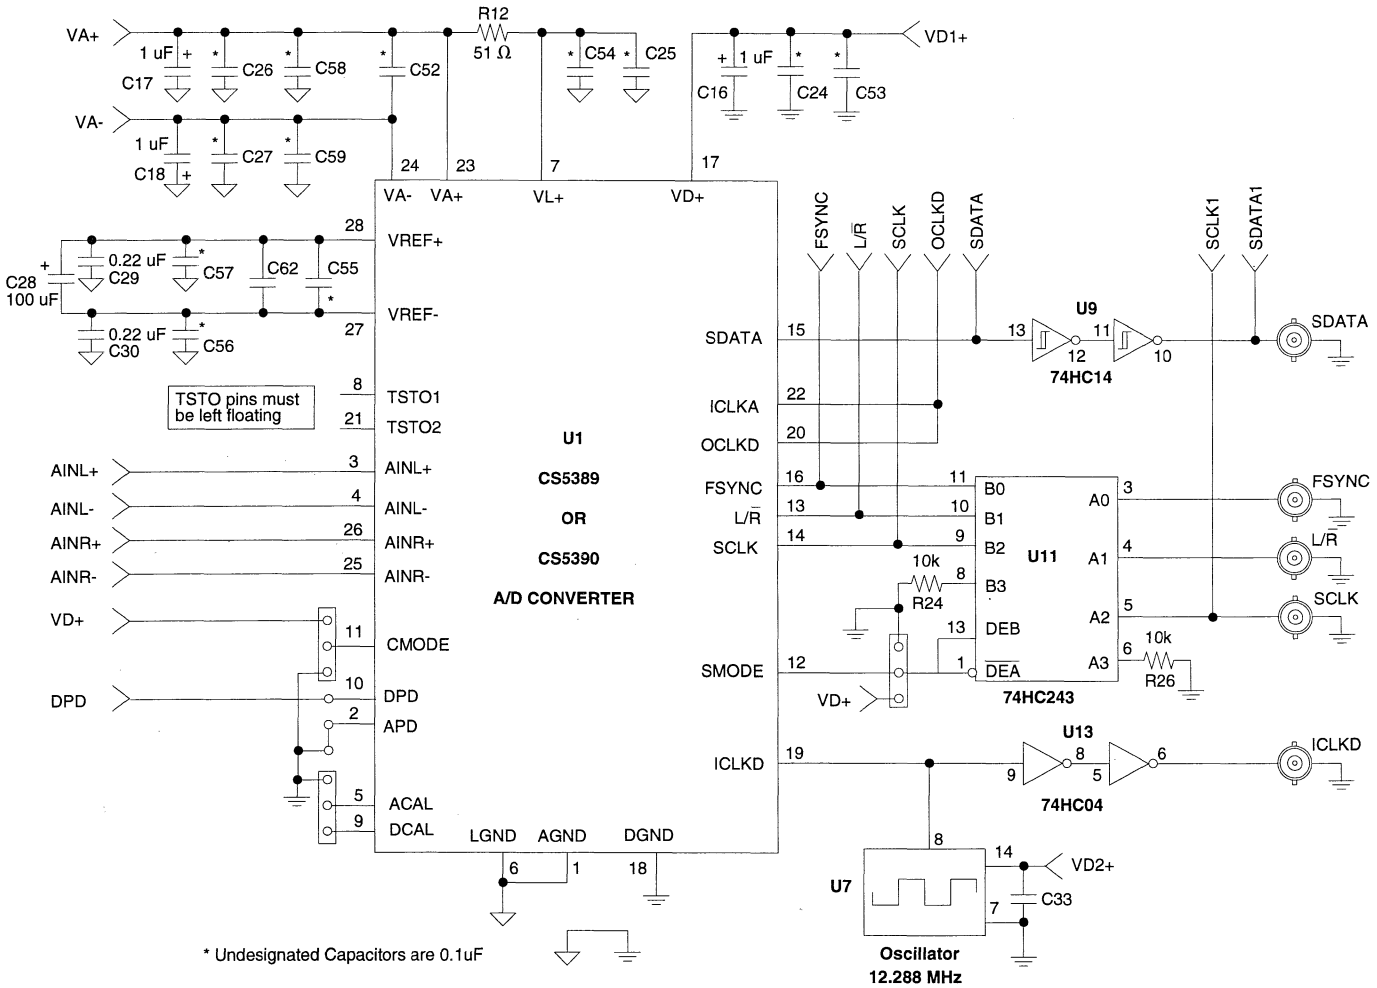 VA+
1 uF +
C17
* C26
* C58
* C52
R12
51 Ω
* C54
* C25
+ 1 uF
C16
* C24
* C53
VD1+
VA-
1 uF
C18 +
* C27
* C59
24
23
7
17
VA-
VA+
VL+
VD+
28
VREF+
+
C28
100 uF
0.22 uF
C29
*
C57
C62
C55
*
VREF-
27
0.22 uF
C30
*
C56
TSTO pins must
be left floating
8
TSTO1
21
TSTO2
AINL+
3
AINL+
AINL-
4
AINL-
AINR+
26
AINR+
AINR-
25
AINR-
VD+
11
CMODE
DPD
10
DPD
2
APD
5
ACAL
9
DCAL
U1
CS5389
OR
CS5390
A/D CONVERTER
LGND
AGND
DGND
6
1
18
FSYNC
L/R̅
SCLK
OCLKD
SDATA
SCLK1
SDATA1
SDATA
15
13
12
U9
11
10
74HC14
SDATA
ICLKA
22
OCLKD
20
FSYNC
16
11
B0
L/R̅
13
10
B1
SCLK
14
9
B2
10k
R24
8
B3
13
DEB
SMODE
12
1
D̅E̅A̅
VD+
U11
74HC243
A0
3
FSYNC
A1
4
L/R̅
A2
5
SCLK
A3
6
10k
R26
ICLKD
19
9
8
U13
5
6
74HC04
ICLKD
8
U7
14
VD2+
C33
7
Oscillator
12.288 MHz
* Undesignated Capacitors are 0.1uF